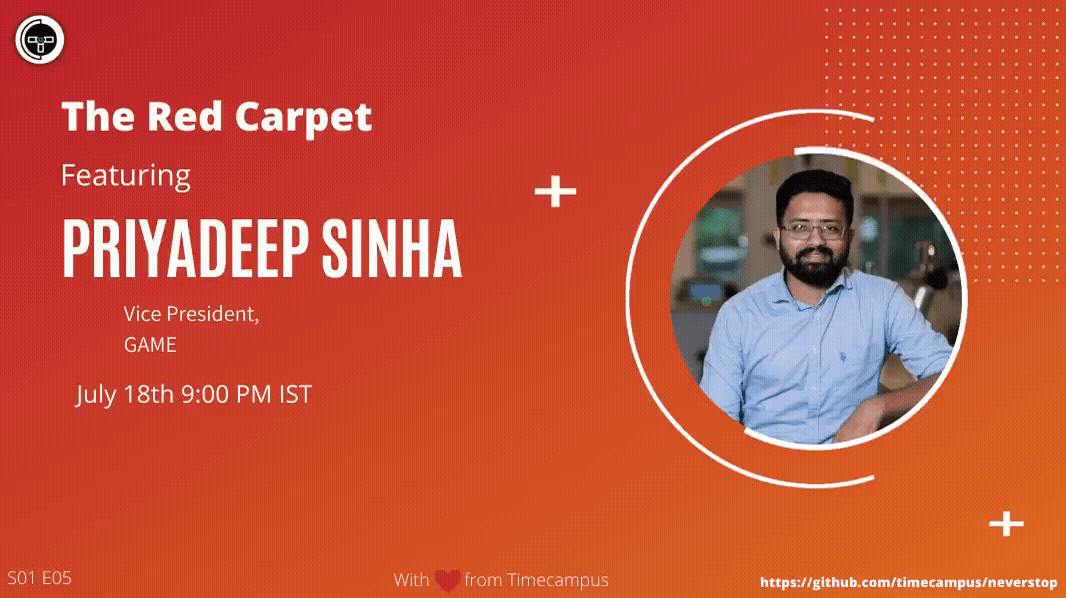 The Red Carpet
Featuring
PRIYADEEP SINHA
Vice President,
GAME
July 18th 9:00 PM IST
S01 E05
With ❤ from Timecampus
https://github.com/timecampus/neverstop